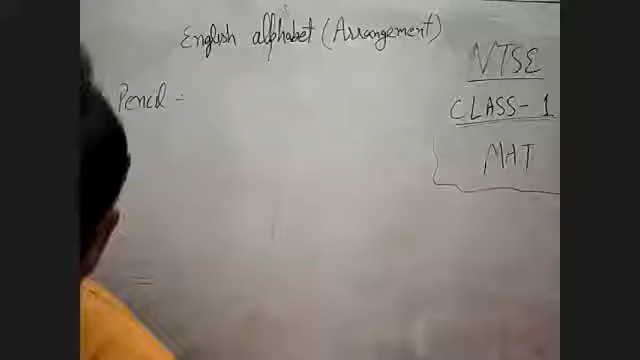 English alphabet (Arrangement)
VTSE
CLASS-1
MAT
Pencil :-